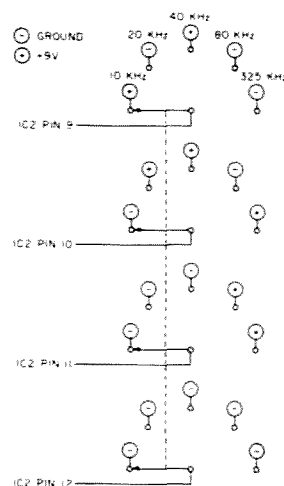 40 KHz
GROUND
20 KHz
80 KHz
+9V
10 KHz
325 KHz
IC2 PIN 9
IC2 PIN 10
IC2 PIN 11
IC2 PIN 12